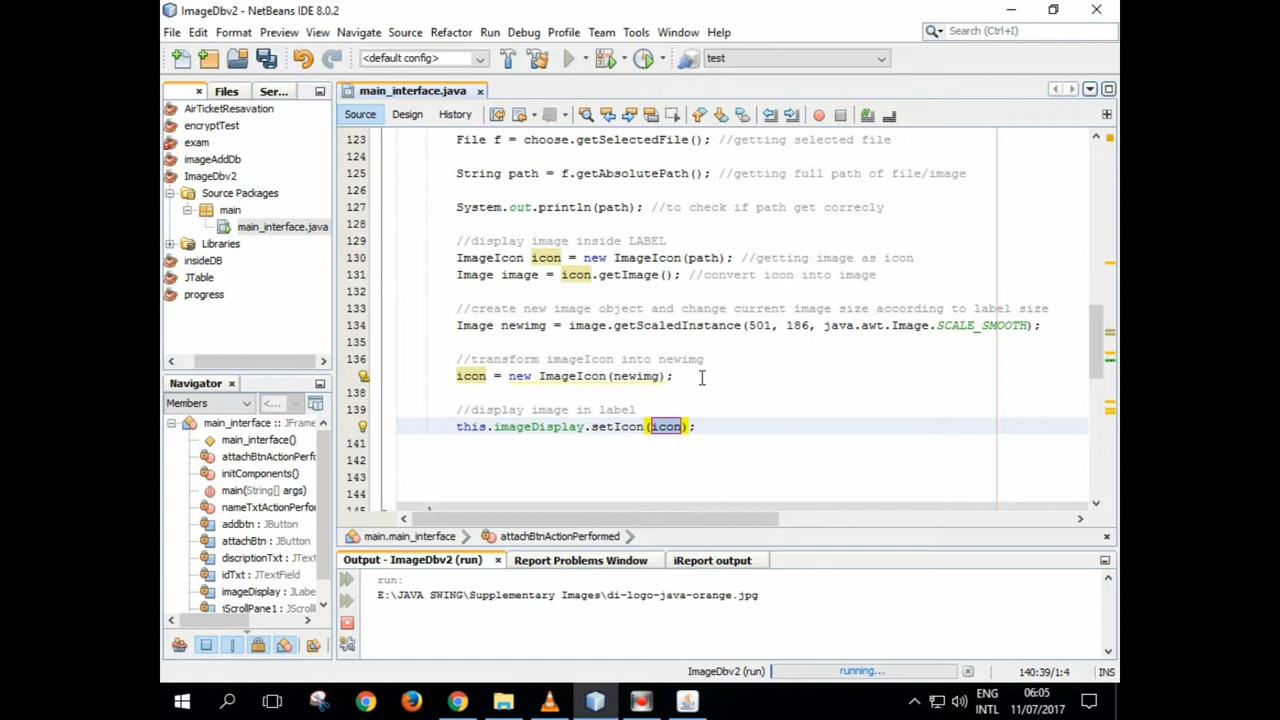 ImageDbv2 - NetBeans IDE 8.0.2
File Edit Format Preview View Navigate Source Refactor Run Debug Profile Team Tools Window Help
Search (Ctrl+I)
<default config>
test
Files
Ser...
main_interface.java
Source Design History
AirTicketResavation
encryptTest
exam
imageAddDb
ImageDbv2
Source Packages
main
main_interface.java
Libraries
insideDB
JTable
progress
123 File f = choose.getSelectedFile(); //getting selected file
124
125 String path = f.getAbsolutePath(); //getting full path of file/image
126
127 System.out.println(path); //to check if path get correcly
128
129 //display image inside LABEL
130 ImageIcon icon = new ImageIcon(path); //getting image as icon
131 Image image = icon.getImage(); //convert icon into image
132
133 //create new image object and change current image size according to label size
134 Image newimg = image.getScaledInstance(501, 186, java.awt.Image.SCALE_SMOOTH);
135
136 //transform imageIcon into newimg
icon = new ImageIcon(newimg);
138
139 //display image in label
this.imageDisplay.setIcon(icon);
141
142
143
144
145
Navigator
Members
<...
main_interface :: JFrame
main_interface()
attachBtnActionPerfor
initComponents()
main(String[] args)
nameTxtActionPerform
addbtn : JButton
attachBtn : JButton
discriptionTxt : JText
idTxt : JTextField
imageDisplay : JLabel
jScrollPane1 : JScroll
main.main_interface
attachBtnActionPerformed
Output - ImageDbv2 (run)
Report Problems Window
iReport output
run:
E:\JAVA SWING\Supplementary Images\di-logo-java-orange.jpg
ImageDbv2 (run)
running...
140:39/1:4
INS
ENG
INTL
06:05
11/07/2017